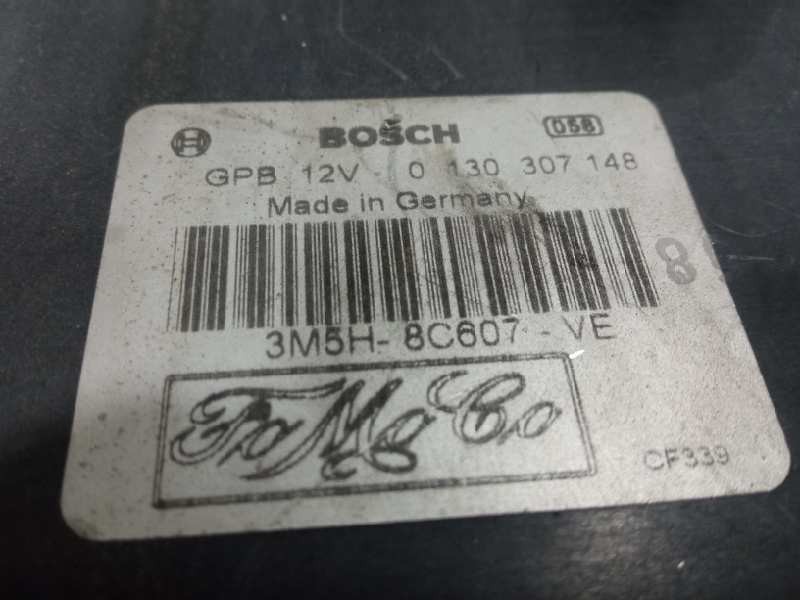 BOSCH 058
GPB 12V 0 130 307 148
Made in Germany
8
3M5H-8C607-VE
FoMoCo
CF339